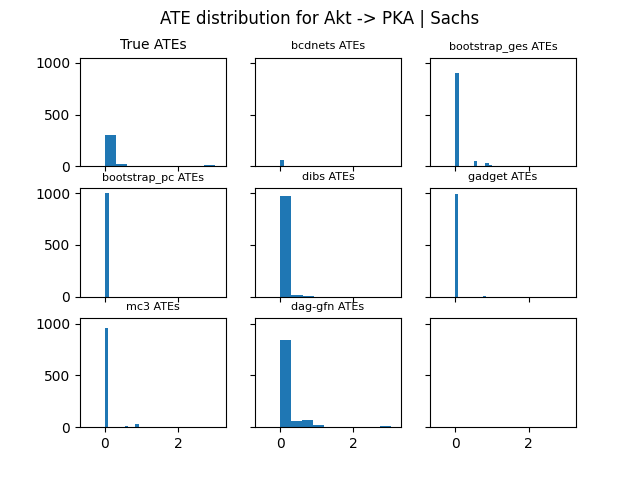 ATE distribution for Akt -> PKA | Sachs
True ATEs
bcdnets ATEs
bootstrap_ges ATEs
1000
500
0
bootstrap_pc ATEs
dibs ATEs
gadget ATEs
1000
500
0
mc3 ATEs
dag-gfn ATEs
1000
500
0
0 2
0 2
0 2